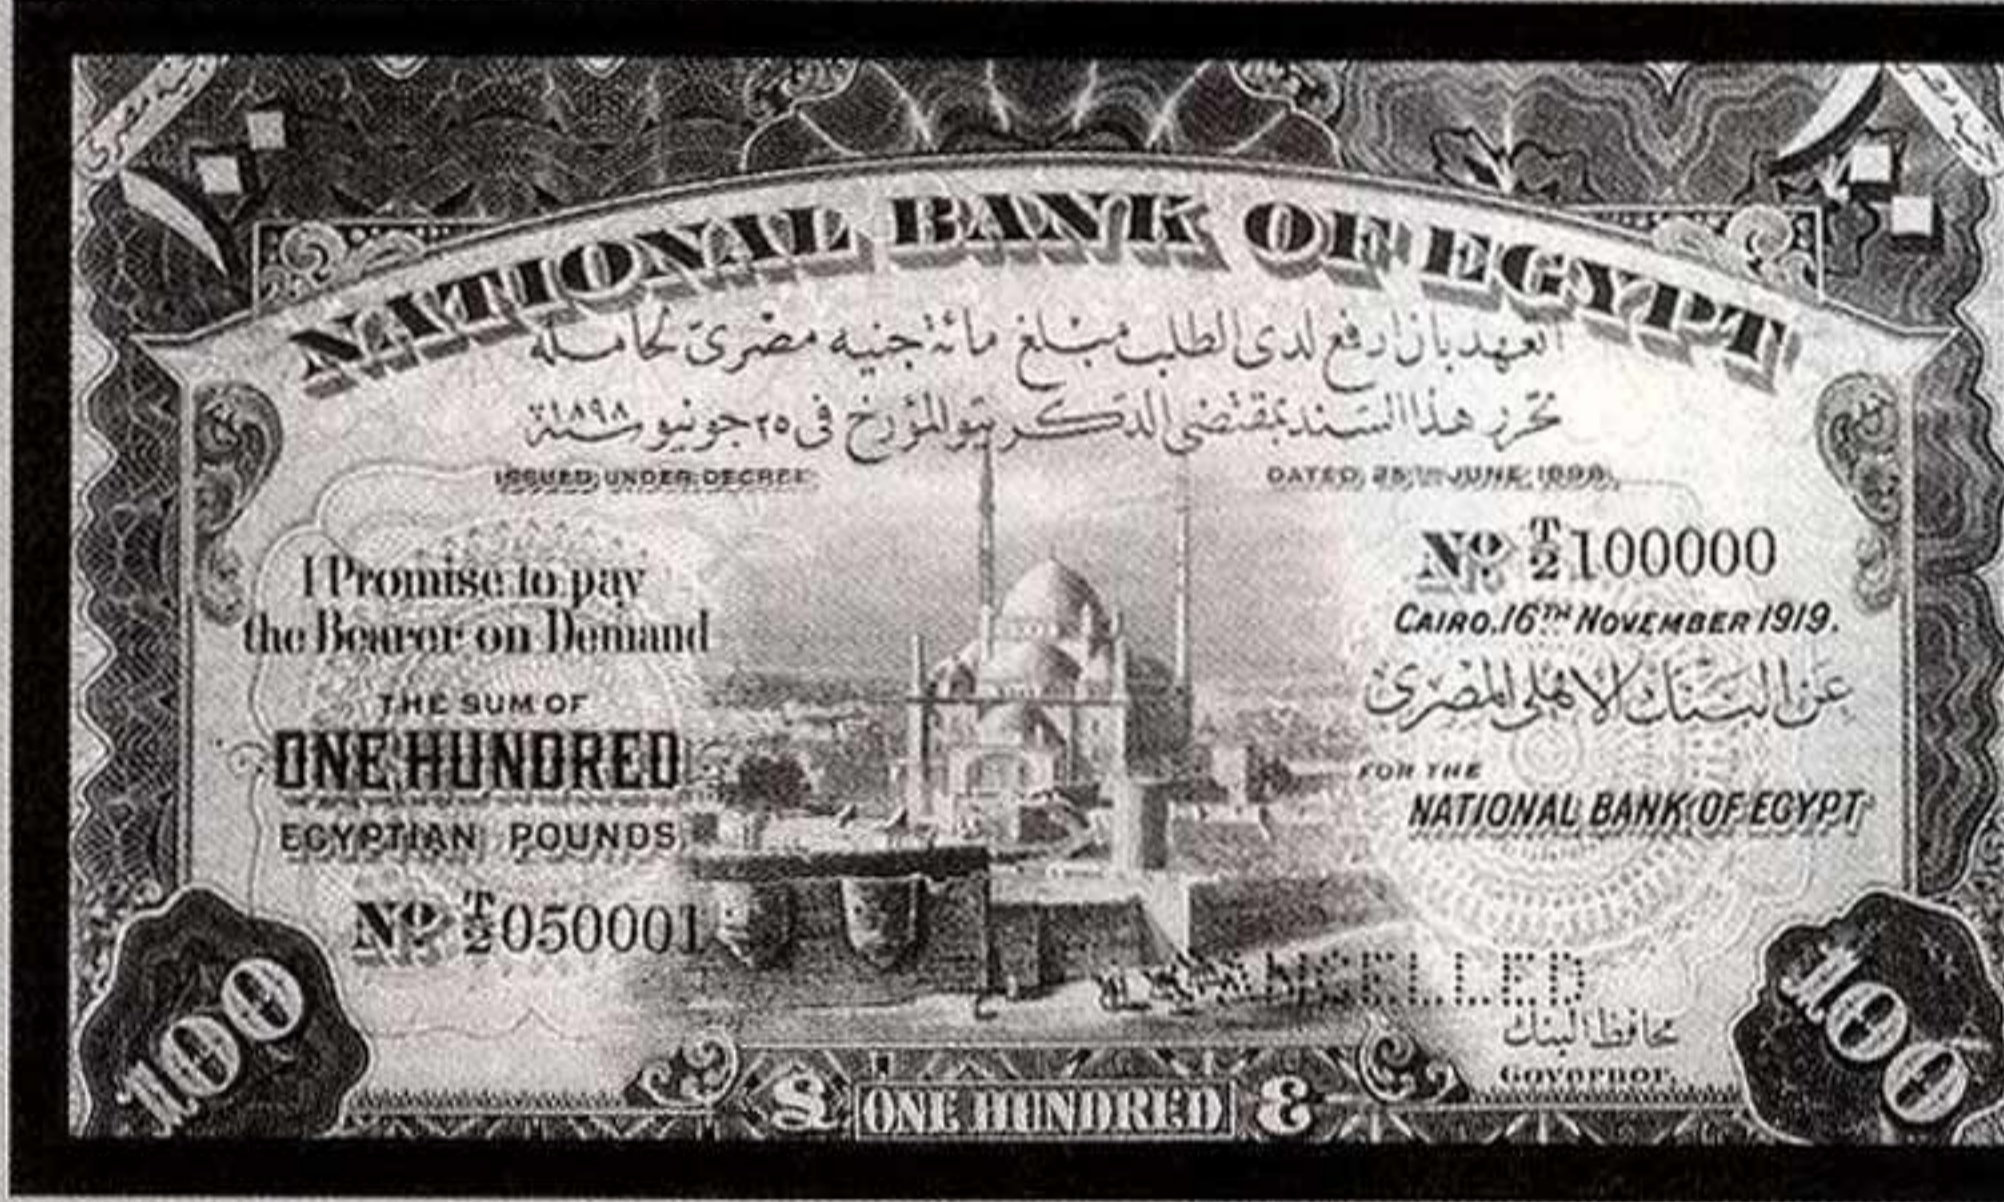 NATIONAL BANK OF EGYPT
اتعهد بان ادفع لدى الطلب مبلغ مائة جنيه مصرى لحامله
تحرر هذا السند بمقتضى الدكريتو المؤرخ فى ٢٥ جونيو سنة ١٨٩٨
ISSUED UNDER DECREE DATED 25TH JUNE 1898.
I Promise to pay
the Bearer on Demand
THE SUM OF
ONE HUNDRED
EGYPTIAN POUNDS
Nº T/2 050001
Nº T/2 100000
CAIRO. 16TH NOVEMBER 1919.
عن البنك الاهلى المصرى
FOR THE
NATIONAL BANK OF EGYPT
CANCELLED
محافظ البنك
Governor.
100
£ ONE HUNDRED £
100